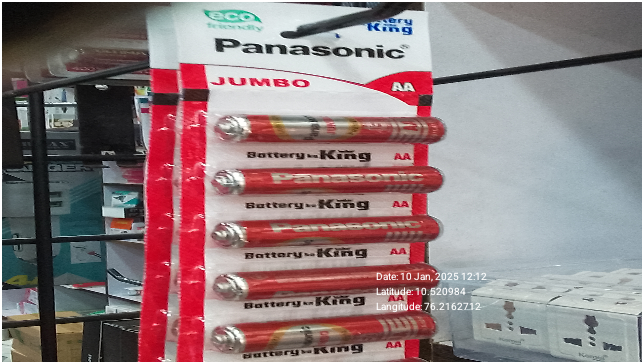 eco
friendly
Battery
King
Panasonic
JUMBO
AA
Battery King AA
Panasonic
Battery King AA
Panasonic
Battery King AA
Date: 10 Jan, 2025 12:12
Latitude: 10.520984
Battery King AA
Langitude: 76.2162712
Battery King AA